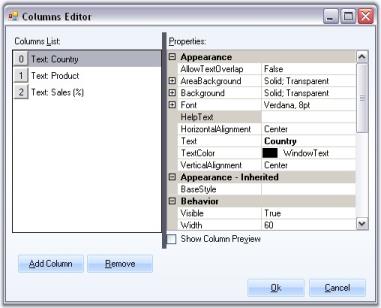 Columns Editor
Columns List:
0 Text: Country
1 Text: Product
2 Text: Sales (%)
Add Column
Remove
Properties:
Appearance
AllowTextOverlap False
AreaBackground Solid; Transparent
Background Solid; Transparent
Font Verdana, 8pt
HelpText
HorizontalAlignment Center
Text Country
TextColor WindowText
VerticalAlignment Center
Appearance - Inherited
BaseStyle
Behavior
Visible True
Width 60
Show Column Preview
Ok
Cancel